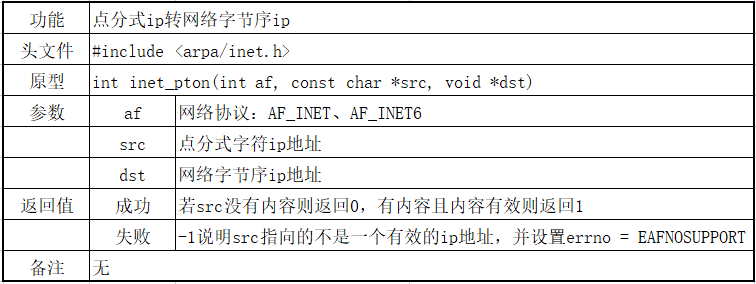 功能 点分式ip转网络字节序ip
头文件 #include <arpa/inet.h>
原型 int inet_pton(int af, const char *src, void *dst)
参数 af 网络协议：AF_INET、AF_INET6
src 点分式字符ip地址
dst 网络字节序ip地址
返回值 成功 若src没有内容则返回0，有内容且内容有效则返回1
失败 -1说明src指向的不是一个有效的ip地址，并设置errno = EAFNOSUPPORT
备注 无